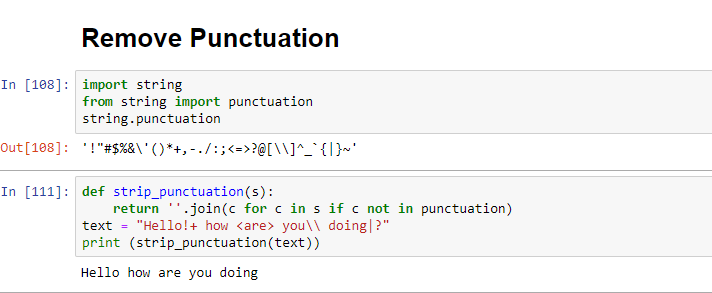 Remove Punctuation
In [108]: import string
from string import punctuation
string.punctuation
Out[108]: '!"#$%&\'()*+,-./:;<=>?@[\\]^_`{|}~'
In [111]: def strip_punctuation(s):
    return ''.join(c for c in s if c not in punctuation)
text = "Hello!+ how <are> you\\ doing|?"
print (strip_punctuation(text))
Hello how are you doing